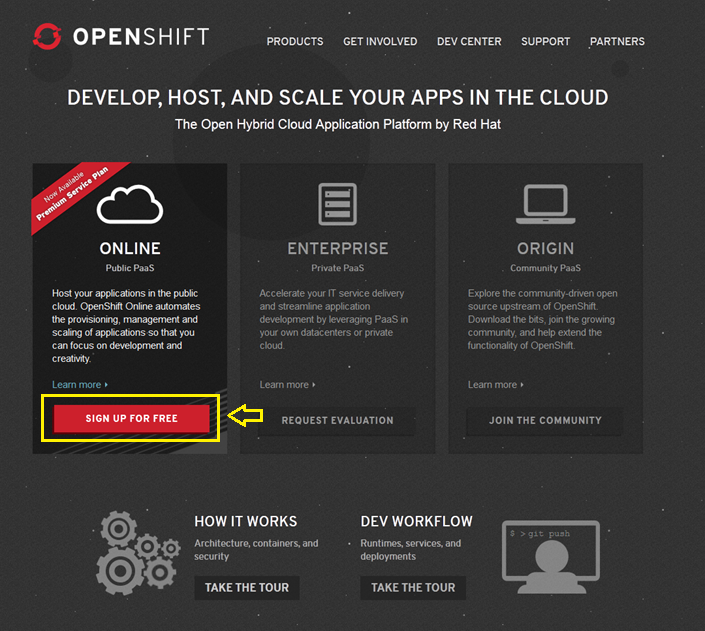 OPENSHIFT
PRODUCTS GET INVOLVED DEV CENTER SUPPORT PARTNERS
DEVELOP, HOST, AND SCALE YOUR APPS IN THE CLOUD
The Open Hybrid Cloud Application Platform by Red Hat
Now Available
Premium Service Plan
ONLINE
Public PaaS
Host your applications in the public
cloud. OpenShift Online automates
the provisioning, management and
scaling of applications so that you
can focus on development and
creativity.
Learn more
SIGN UP FOR FREE
ENTERPRISE
Private PaaS
Accelerate your IT service delivery
and streamline application
development by leveraging PaaS in
your own datacenters or private
cloud.
Learn more
REQUEST EVALUATION
ORIGIN
Community PaaS
Explore the community-driven open
source upstream of OpenShift.
Download the bits, join the growing
community, and help extend the
functionality of OpenShift.
Learn more
JOIN THE COMMUNITY
HOW IT WORKS
Architecture, containers, and
security
TAKE THE TOUR
DEV WORKFLOW
Runtimes, services, and
deployments
TAKE THE TOUR
$ > git push